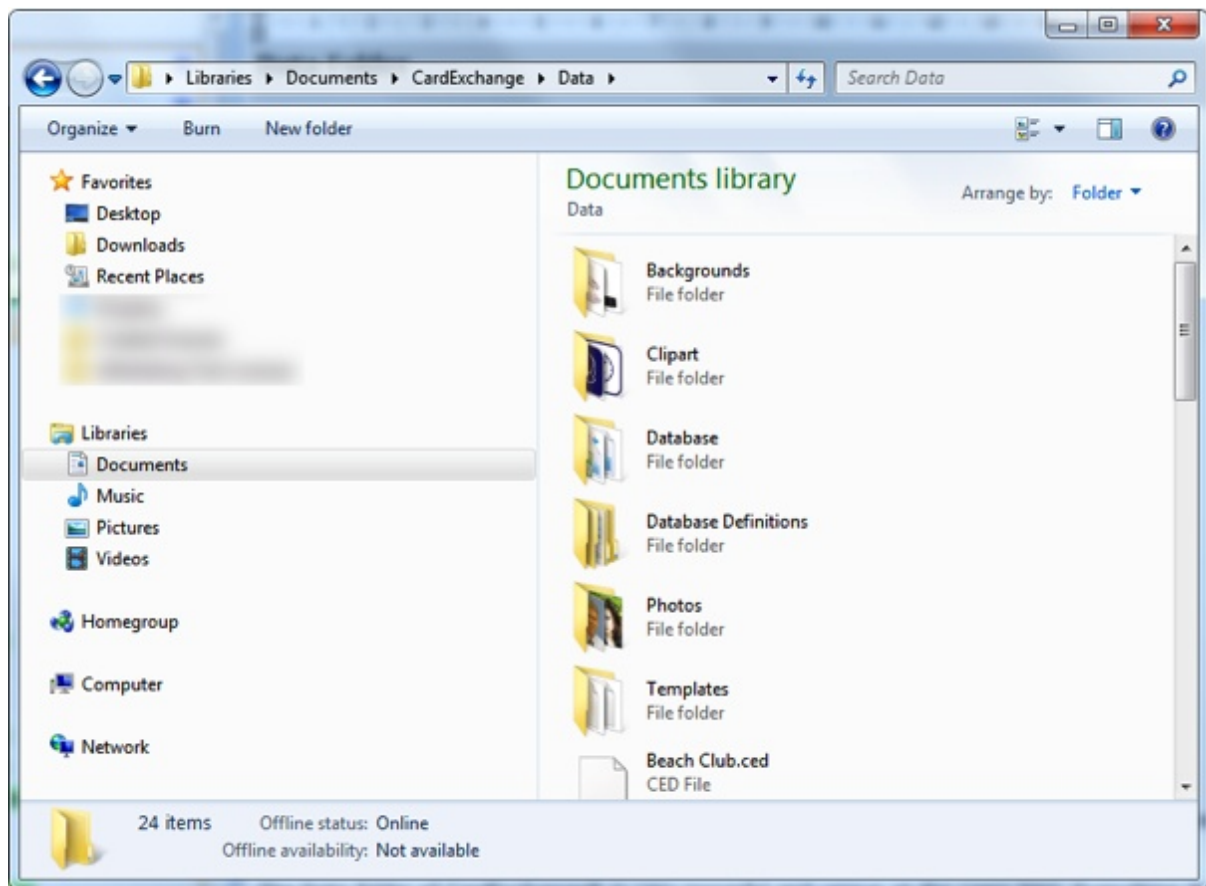 Libraries ▸ Documents ▸ CardExchange ▸ Data ▸
Search Data
Organize Burn New folder
Favorites
Desktop
Downloads
Recent Places
Libraries
Documents
Music
Pictures
Videos
Homegroup
Computer
Network
Documents library
Data
Arrange by: Folder
Backgrounds
File folder
Clipart
File folder
Database
File folder
Database Definitions
File folder
Photos
File folder
Templates
File folder
Beach Club.ced
CED File
24 items Offline status: Online
Offline availability: Not available